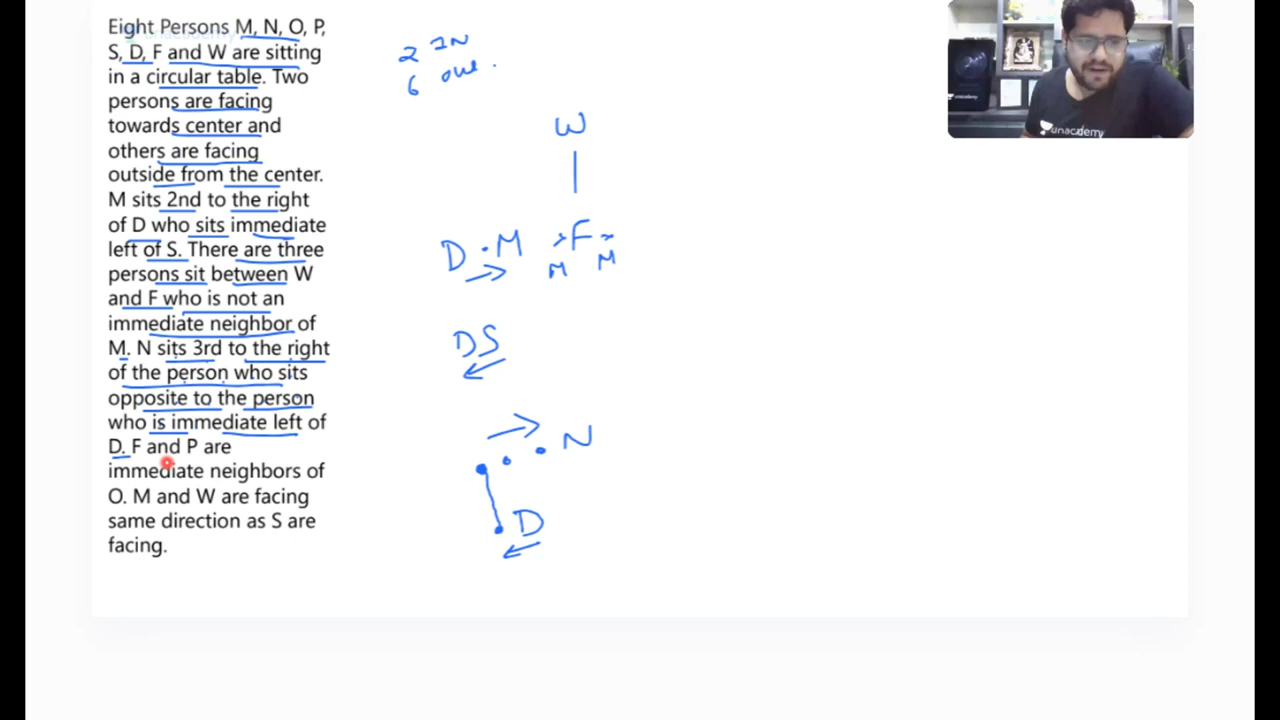 Eight Persons M, N, O, P,
S, D, F and W are sitting
in a circular table. Two
persons are facing
towards center and
others are facing
outside from the center.
M sits 2nd to the right
of D who sits immediate
left of S. There are three
persons sit between W
and F who is not an
immediate neighbor of
M. N sits 3rd to the right
of the person who sits
opposite to the person
who is immediate left of
D. F and P are
immediate neighbors of
O. M and W are facing
same direction as S are
facing.
2 IN
6 out.
W
D . M F
M M
DS
N
D
unacademy
unacademy